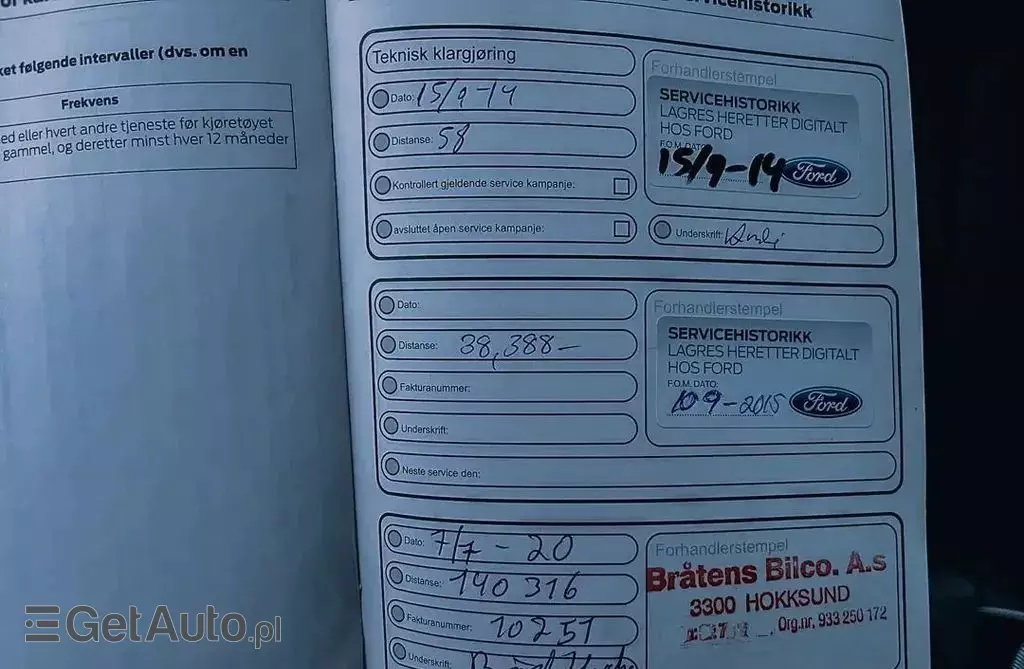 servicehistorikk
ket følgende intervaller (dvs. om en
Frekvens
ed eller hvert andre tjeneste før kjøretøyet
gammel, og deretter minst hver 12 måneder
Teknisk klargjøring
Dato: 15/9-14
Distanse: 58
Kontrollert gjeldende service kampanje:
avsluttet åpen service kampanje:
Forhandlerstempel
SERVICEHISTORIKK
LAGRES HERETTER DIGITALT
HOS FORD
F.O.M. DATO:
15/9-14 Ford
Underskrift:
Dato:
Distanse: 38,388-
Fakturanummer:
Underskrift:
Neste service den:
Forhandlerstempel
SERVICEHISTORIKK
LAGRES HERETTER DIGITALT
HOS FORD
F.O.M. DATO:
10 9-2015 Ford
Dato: 7/7-20
Distanse: 140 316
Fakturanummer: 10251
Underskrift:
Forhandlerstempel
Bråtens Bilco. A.s
3300 HOKKSUND
Org.nr. 933 250 172
GetAuto.pl